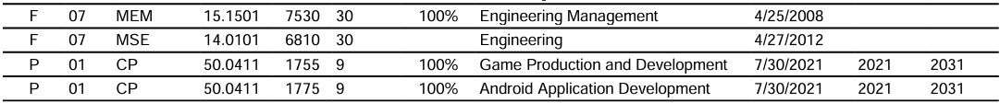 F 07 MEM 15.1501 7530 30 100% Engineering Management 4/25/2008
F 07 MSE 14.0101 6810 30 Engineering 4/27/2012
P 01 CP 50.0411 1755 9 100% Game Production and Development 7/30/2021 2021 2031
P 01 CP 50.0411 1775 9 100% Android Application Development 7/30/2021 2021 2031